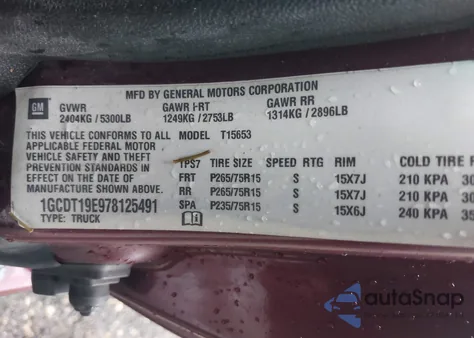 MFD BY GENERAL MOTORS CORPORATION
GM GVWR GAWR FRT GAWR RR
2404KG / 5300LB 1249KG / 2753LB 1314KG / 2896LB
THIS VEHICLE CONFORMS TO ALL MODEL T15653
APPLICABLE FEDERAL MOTOR
VEHICLE SAFETY AND THEFT TPS7 TIRE SIZE SPEED RTG RIM COLD TI
PREVENTION STANDARDS IN FRT P265/75R15 S 15X7J 210 KPA
EFFECT ON THE DATE OF RR P265/75R15 S 15X7J 210 KPA
MANUFACTURE SHOWN ABOVE. SPA P235/75R15 S 15X6J 240 KPA
1GCDT19E978125491
TYPE: TRUCK
autoSnap